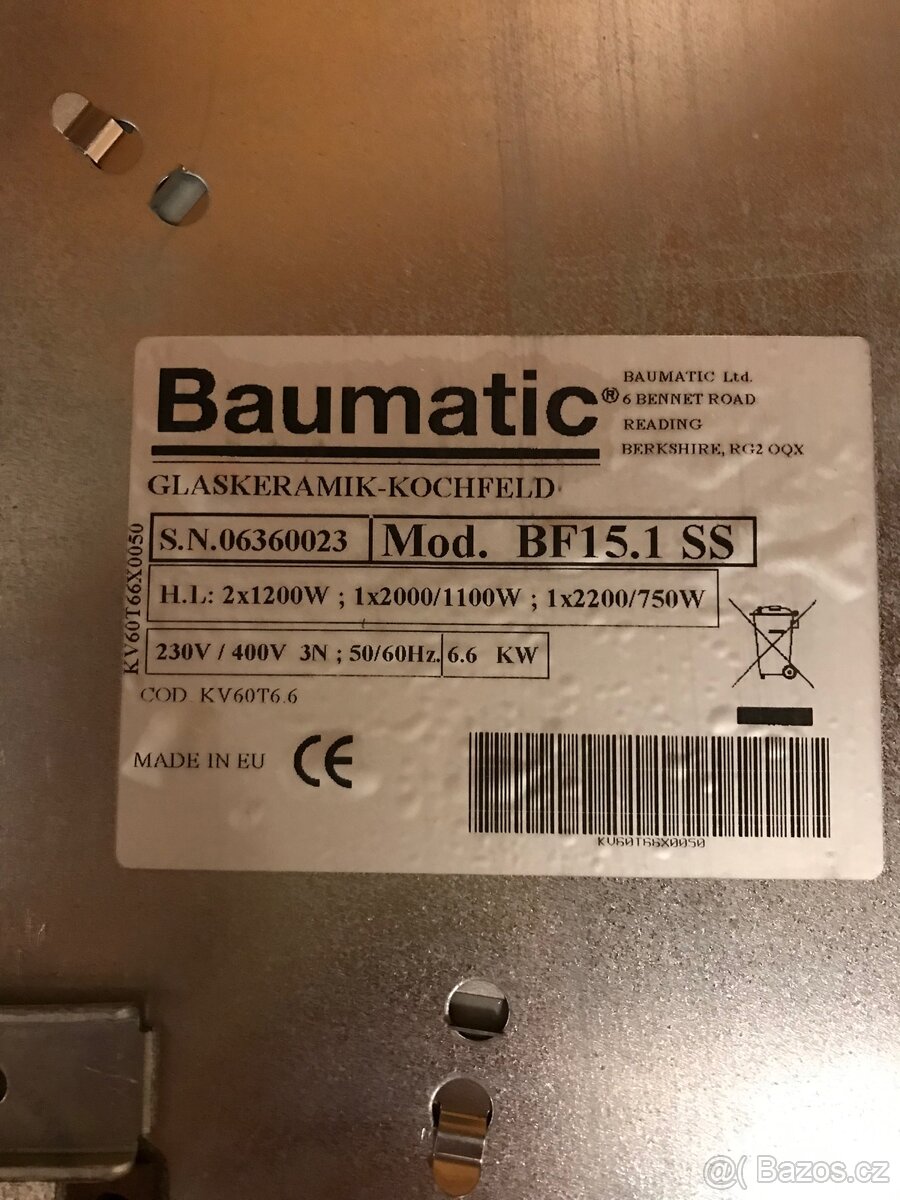 Baumatic®
BAUMATIC Ltd.
6 BENNET ROAD
READING
BERKSHIRE, RG2 OQX
GLASKERAMIK-KOCHFELD
KV60T66X0050
S.N.06360023 Mod. BF15.1 SS
H.L: 2x1200W ; 1x2000/1100W ; 1x2200/750W
230V / 400V 3N ; 50/60Hz. 6.6 KW
COD. KV60T6.6
MADE IN EU CE
KV60T66X0050
@( Bazos.cz